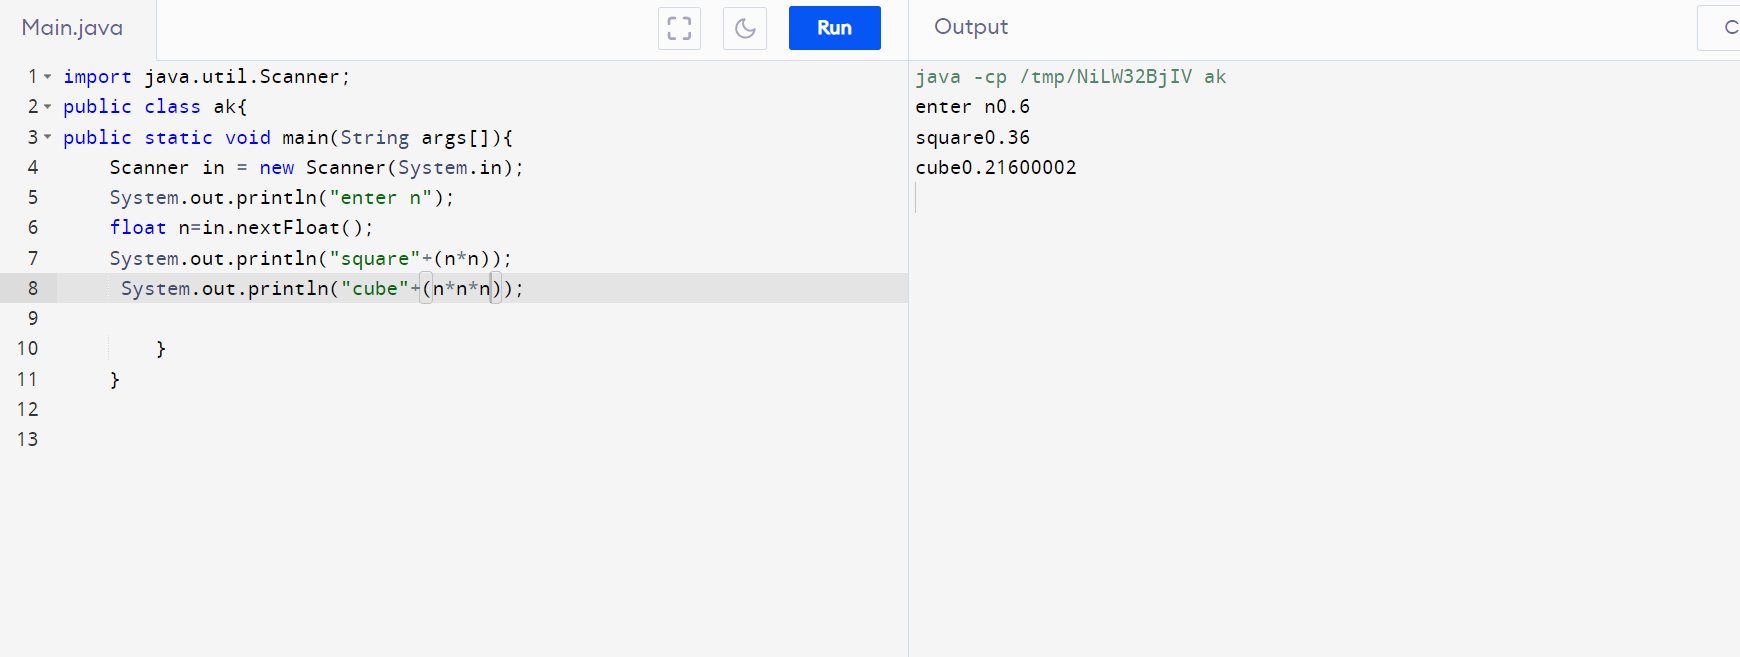 Main.java
Run
Output
C
1 import java.util.Scanner;
2 public class ak{
3 public static void main(String args[]){
4 Scanner in = new Scanner(System.in);
5 System.out.println("enter n");
6 float n=in.nextFloat();
7 System.out.println("square"+(n*n));
8 System.out.println("cube"+(n*n*n));
9
10 }
11 }
12
13
java -cp /tmp/NiLW32BjIV ak
enter n0.6
square0.36
cube0.21600002